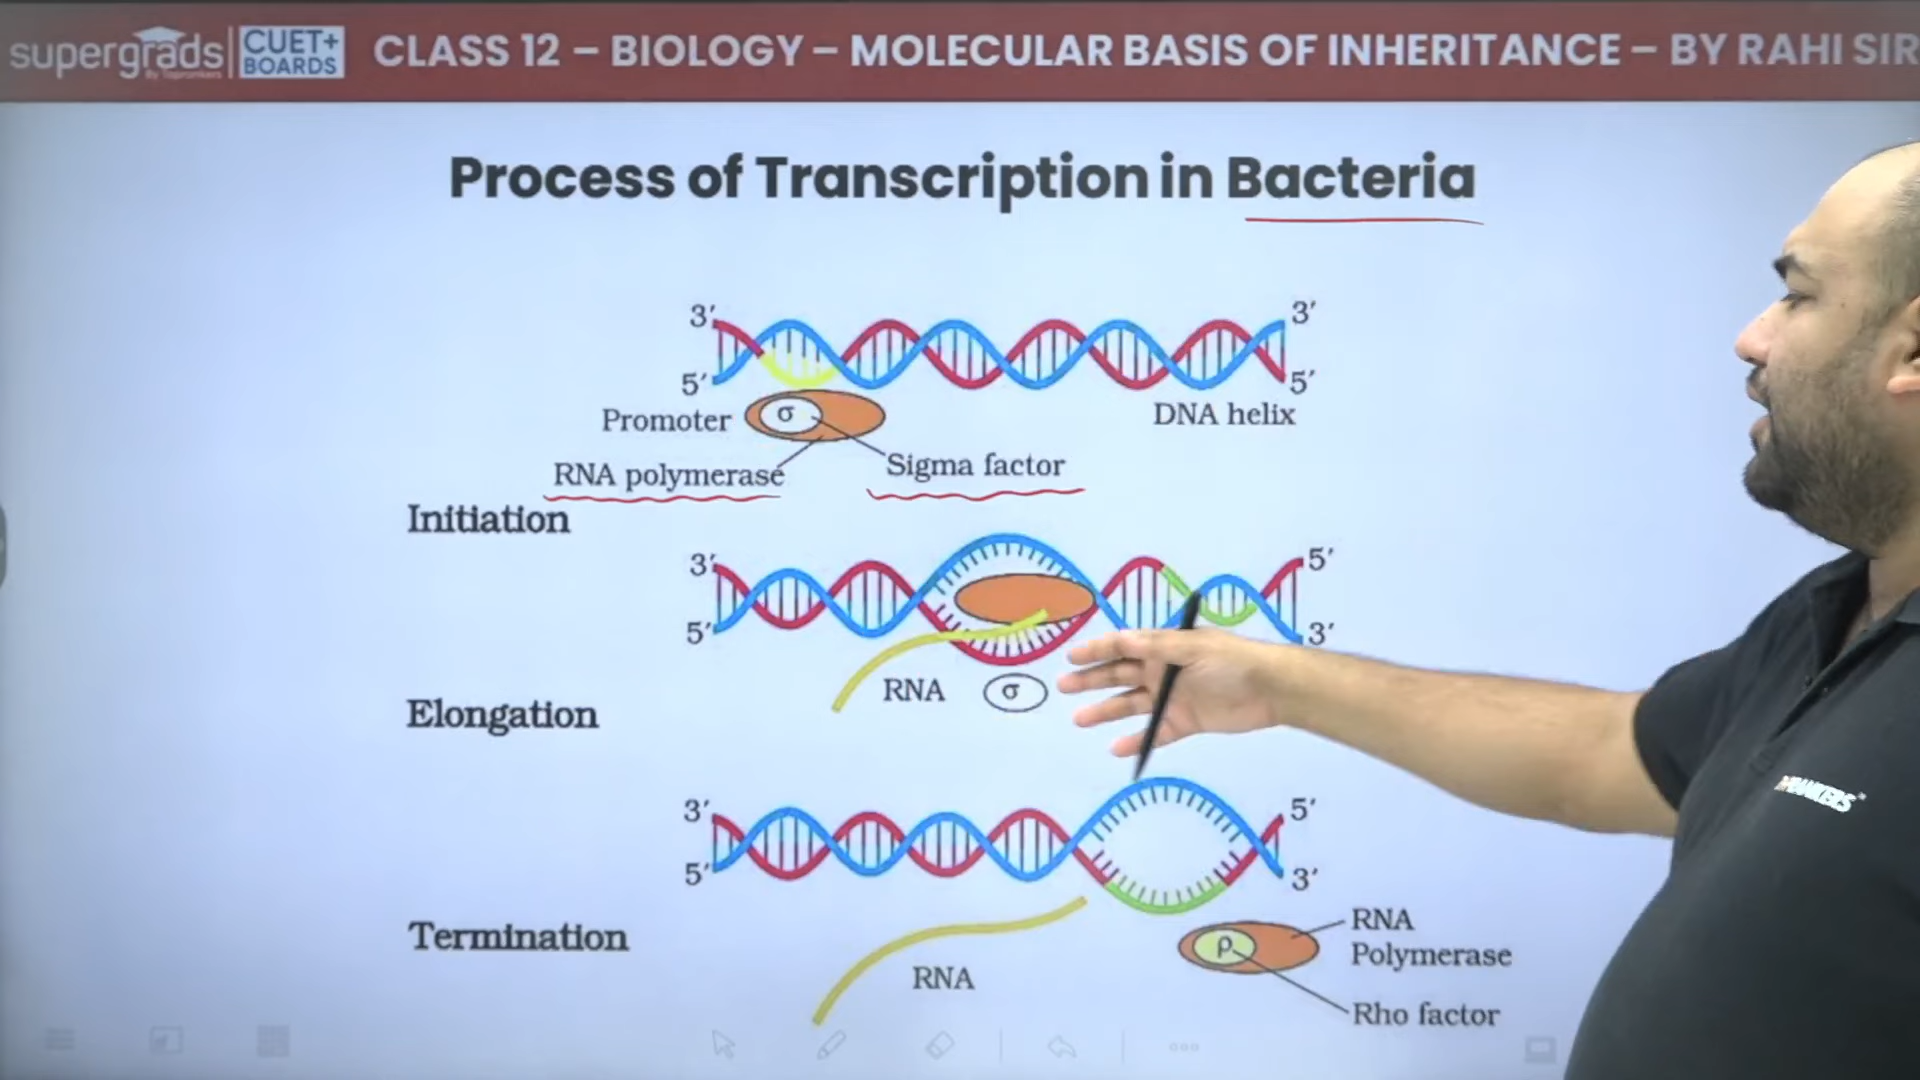 supergrads
By Toprankers
CUET+
BOARDS
CLASS 12 – BIOLOGY – MOLECULAR BASIS OF INHERITANCE – BY RAHI SIR
Process of Transcription in Bacteria
3′ 3′
5′ 5′
Promoter σ DNA helix
RNA polymerase Sigma factor
Initiation
3′ 5′
5′ 3′
RNA σ
Elongation
3′ 5′
5′ 3′
Termination
RNA
ρ
RNA
Polymerase
Rho factor